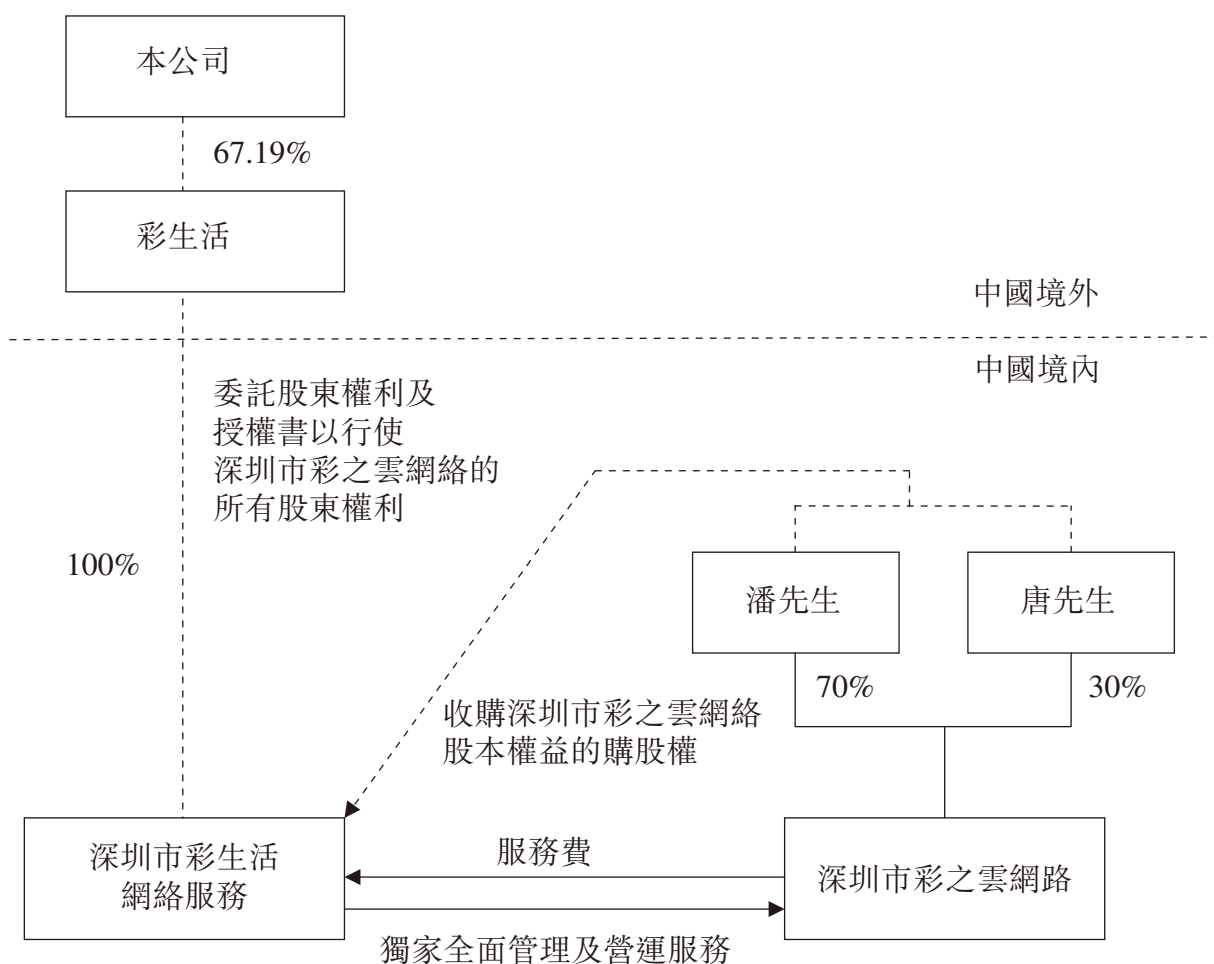 本公司
67.19%
彩生活
中國境外
中國境內
委託股東權利及
授權書以行使
深圳市彩之雲網絡的
所有股東權利
100%
潘先生
唐先生
70%
30%
收購深圳市彩之雲網絡
股本權益的購股權
深圳市彩生活
網絡服務
服務費
深圳市彩之雲網路
獨家全面管理及營運服務